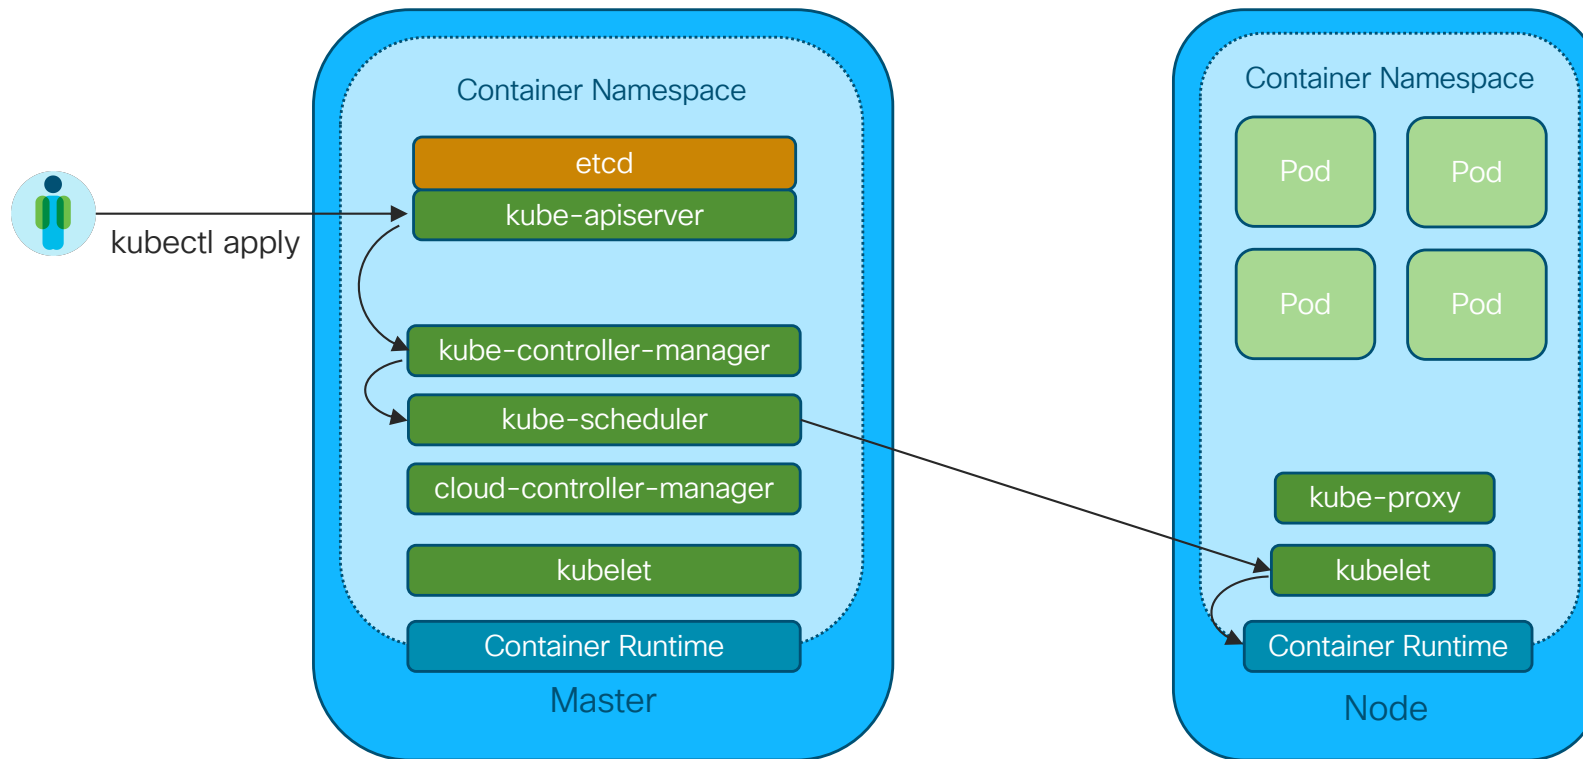 kubectl apply
Container Namespace
etcd
kube-apiserver
kube-controller-manager
kube-scheduler
cloud-controller-manager
kubelet
Container Runtime
Master
Container Namespace
Pod
Pod
Pod
Pod
kube-proxy
kubelet
Container Runtime
Node